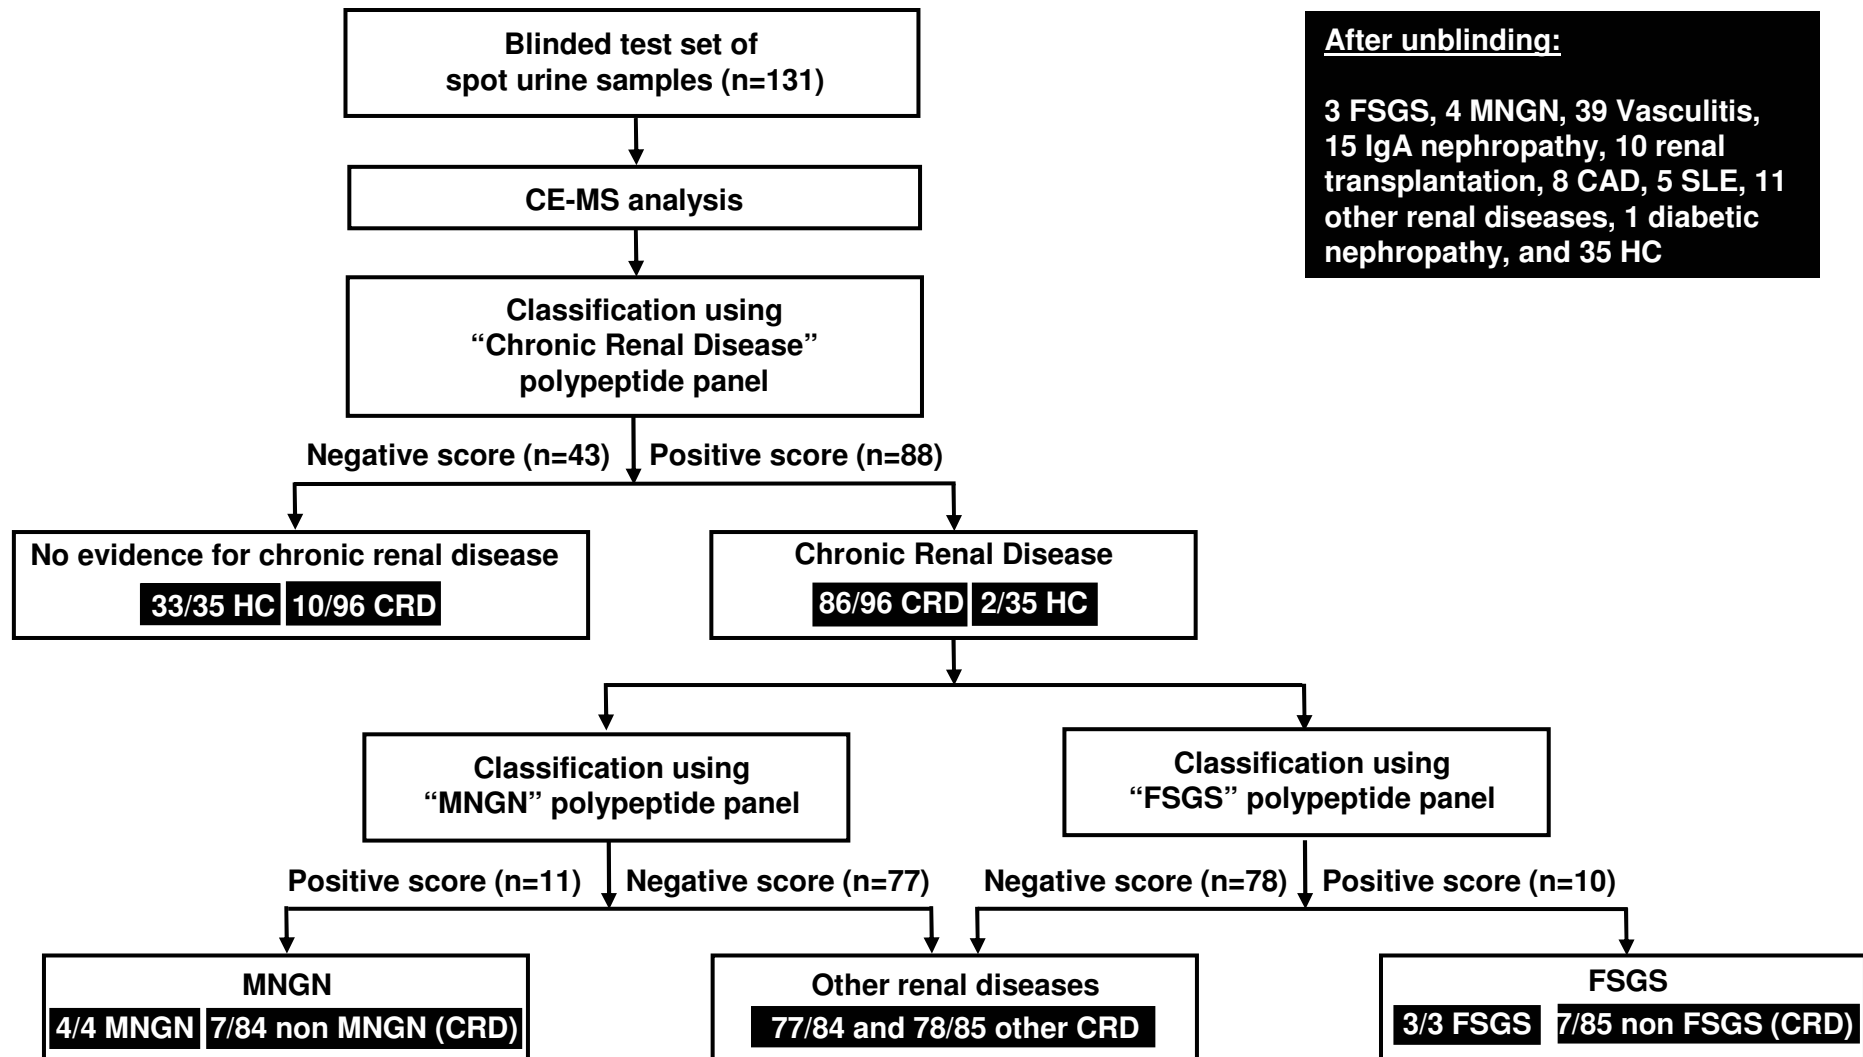 Blinded test set of
spot urine samples (n=131)
After unblinding:
3 FSGS, 4 MNGN, 39 Vasculitis,
15 IgA nephropathy, 10 renal
transplantation, 8 CAD, 5 SLE, 11
other renal diseases, 1 diabetic
nephropathy, and 35 HC
CE-MS analysis
Classification using
“Chronic Renal Disease”
polypeptide panel
Negative score (n=43)
Positive score (n=88)
No evidence for chronic renal disease
33/35 HC
10/96 CRD
Chronic Renal Disease
86/96 CRD
2/35 HC
Classification using
“MNGN” polypeptide panel
Classification using
“FSGS” polypeptide panel
Positive score (n=11)
Negative score (n=77)
Negative score (n=78)
Positive score (n=10)
MNGN
4/4 MNGN
7/84 non MNGN (CRD)
Other renal diseases
77/84 and 78/85 other CRD
FSGS
3/3 FSGS
7/85 non FSGS (CRD)